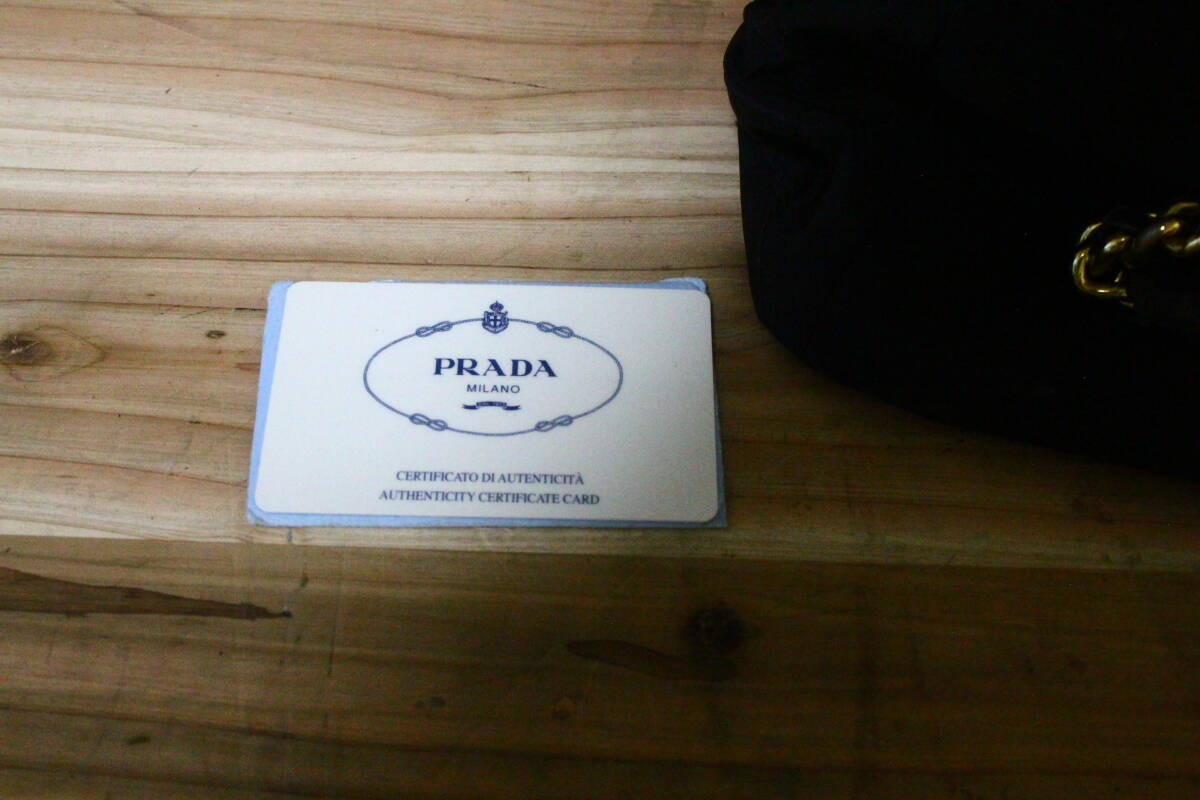 PRADA
MILANO
CERTIFICATO DI AUTENTICITÀ
AUTHENTICITY CERTIFICATE CARD